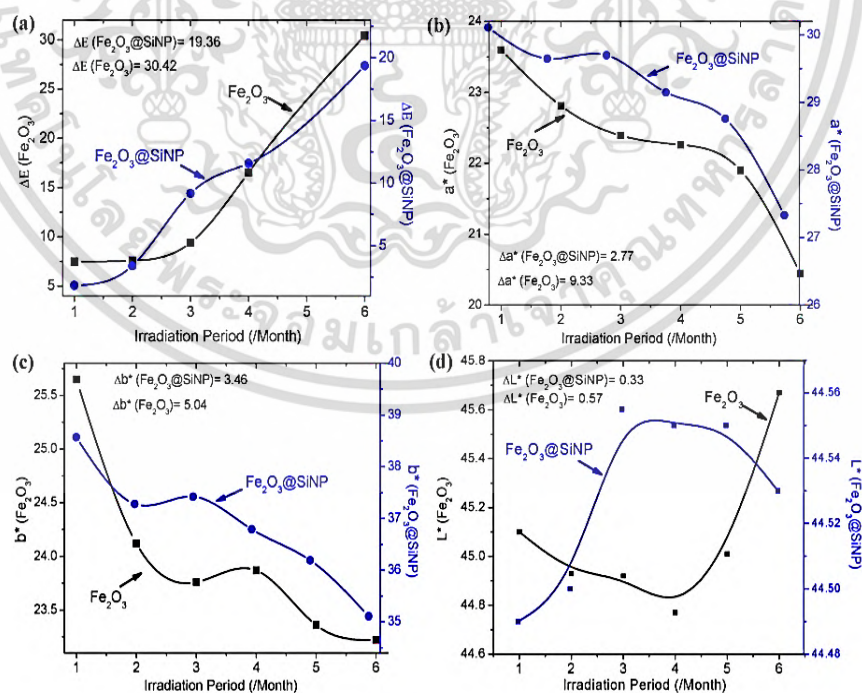 (a)
ΔE (Fe₂O₃@SiNP)= 19.36
ΔE (Fe₂O₃)= 30.42
Fe₂O₃
Fe₂O₃@SiNP
ΔE (Fe₂O₃)
ΔE (Fe₂O₃@SiNP)
30
25
20
15
10
5
20
15
10
5
1 2 3 4 5 6
Irradiation Period (/Month)
(b)
Fe₂O₃@SiNP
Fe₂O₃
Δa* (Fe₂O₃@SiNP)= 2.77
Δa* (Fe₂O₃)= 9.33
a* (Fe₂O₃)
a* (Fe₂O₃@SiNP)
24
23
22
21
20
30
29
28
27
26
1 2 3 4 5 6
Irradiation Period (/Month)
(c)
Δb* (Fe₂O₃@SiNP)= 3.46
Δb* (Fe₂O₃)= 5.04
Fe₂O₃@SiNP
Fe₂O₃
b* (Fe₂O₃)
b* (Fe₂O₃@SiNP)
25.5
25.0
24.5
24.0
23.5
40
39
38
37
36
35
1 2 3 4 5 6
Irradiation Period (/Month)
(d)
ΔL* (Fe₂O₃@SiNP)= 0.33
ΔL* (Fe₂O₃)= 0.57
Fe₂O₃
Fe₂O₃@SiNP
L* (Fe₂O₃)
L* (Fe₂O₃@SiNP)
45.8
45.6
45.4
45.2
45.0
44.8
44.6
44.56
44.54
44.52
44.50
44.48
1 2 3 4 5 6
Irradiation Period (/Month)